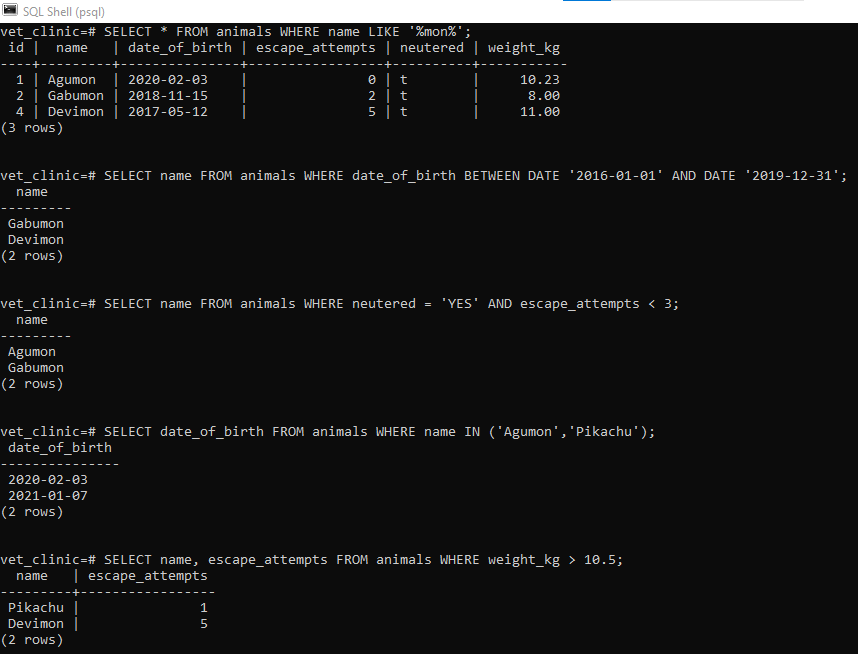 SQL Shell (psql)
vet_clinic=# SELECT * FROM animals WHERE name LIKE '%mon%';
 id |  name   | date_of_birth | escape_attempts | neutered | weight_kg
----+---------+---------------+-----------------+----------+-----------
  1 | Agumon  | 2020-02-03    |               0 | t        |     10.23
  2 | Gabumon | 2018-11-15    |               2 | t        |      8.00
  4 | Devimon | 2017-05-12    |               5 | t        |     11.00
(3 rows)
vet_clinic=# SELECT name FROM animals WHERE date_of_birth BETWEEN DATE '2016-01-01' AND DATE '2019-12-31';
  name
---------
 Gabumon
 Devimon
(2 rows)
vet_clinic=# SELECT name FROM animals WHERE neutered = 'YES' AND escape_attempts < 3;
  name
---------
 Agumon
 Gabumon
(2 rows)
vet_clinic=# SELECT date_of_birth FROM animals WHERE name IN ('Agumon','Pikachu');
 date_of_birth
---------------
 2020-02-03
 2021-01-07
(2 rows)
vet_clinic=# SELECT name, escape_attempts FROM animals WHERE weight_kg > 10.5;
  name   | escape_attempts
---------+-----------------
 Pikachu |               1
 Devimon |               5
(2 rows)